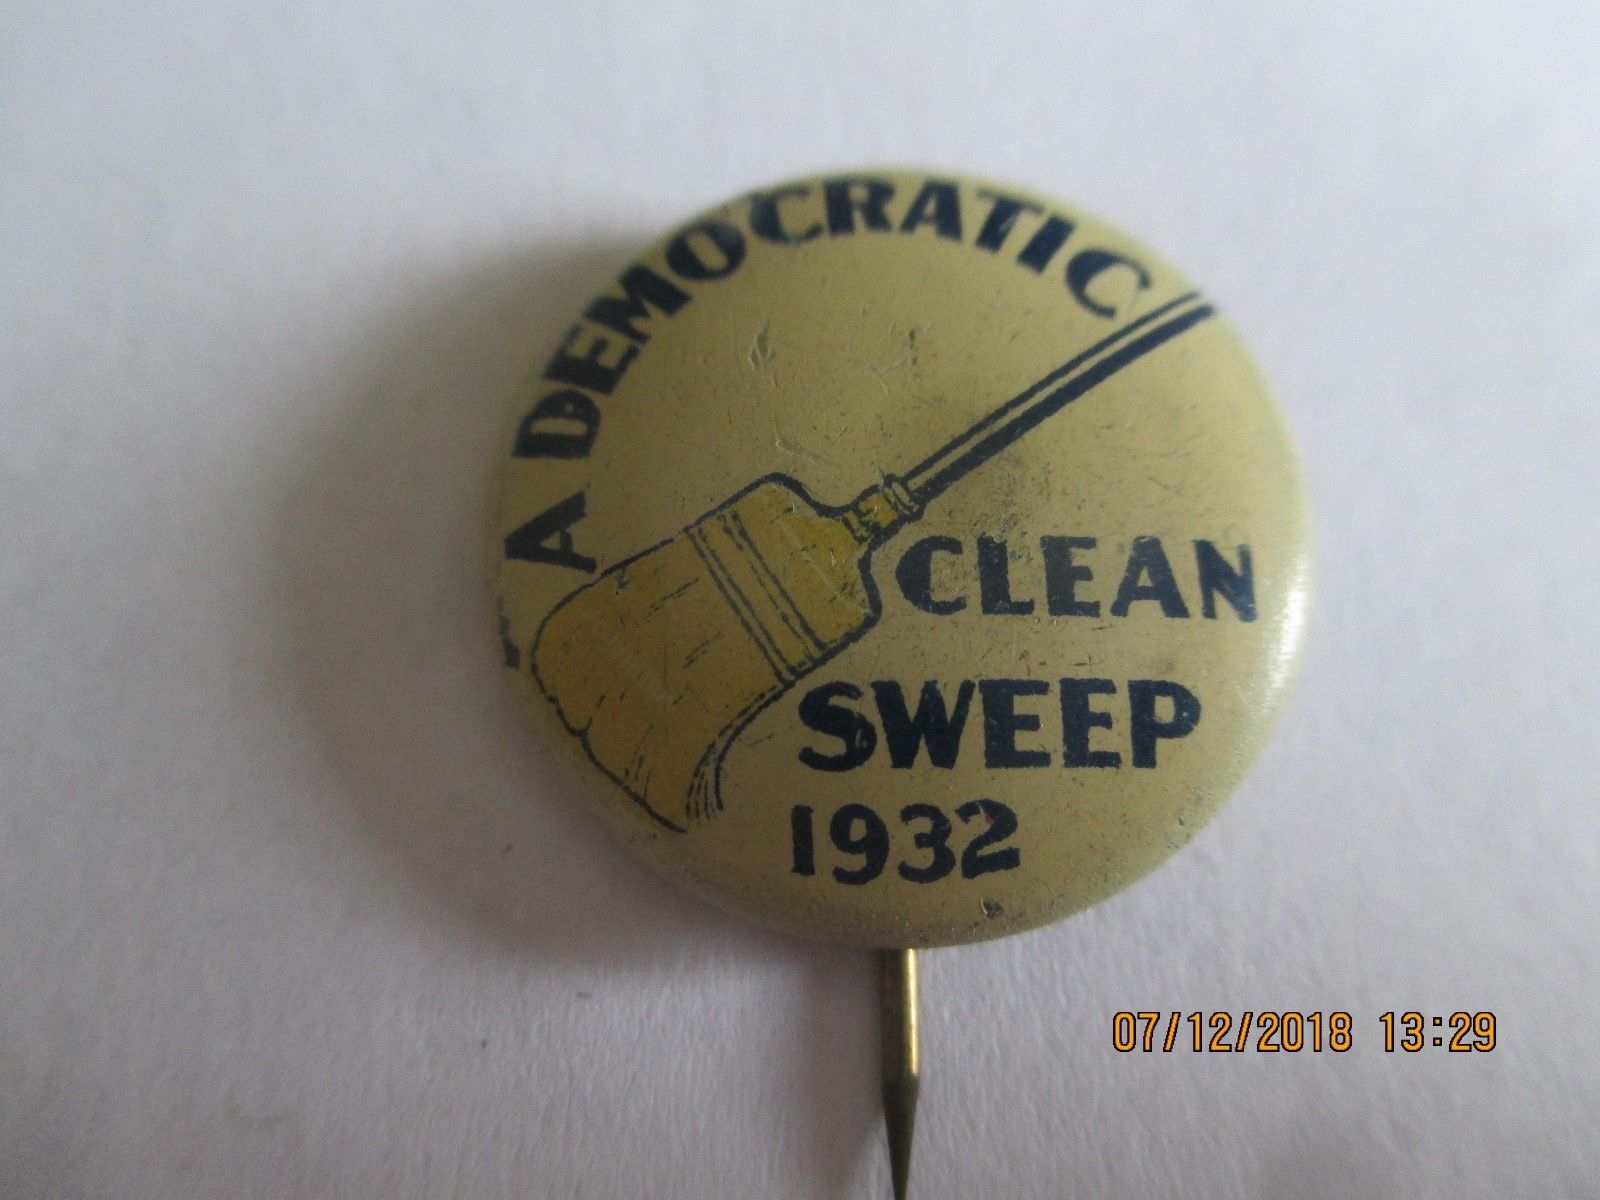 A DEMOCRATIC
CLEAN
SWEEP
1932
07/12/2018 13:29